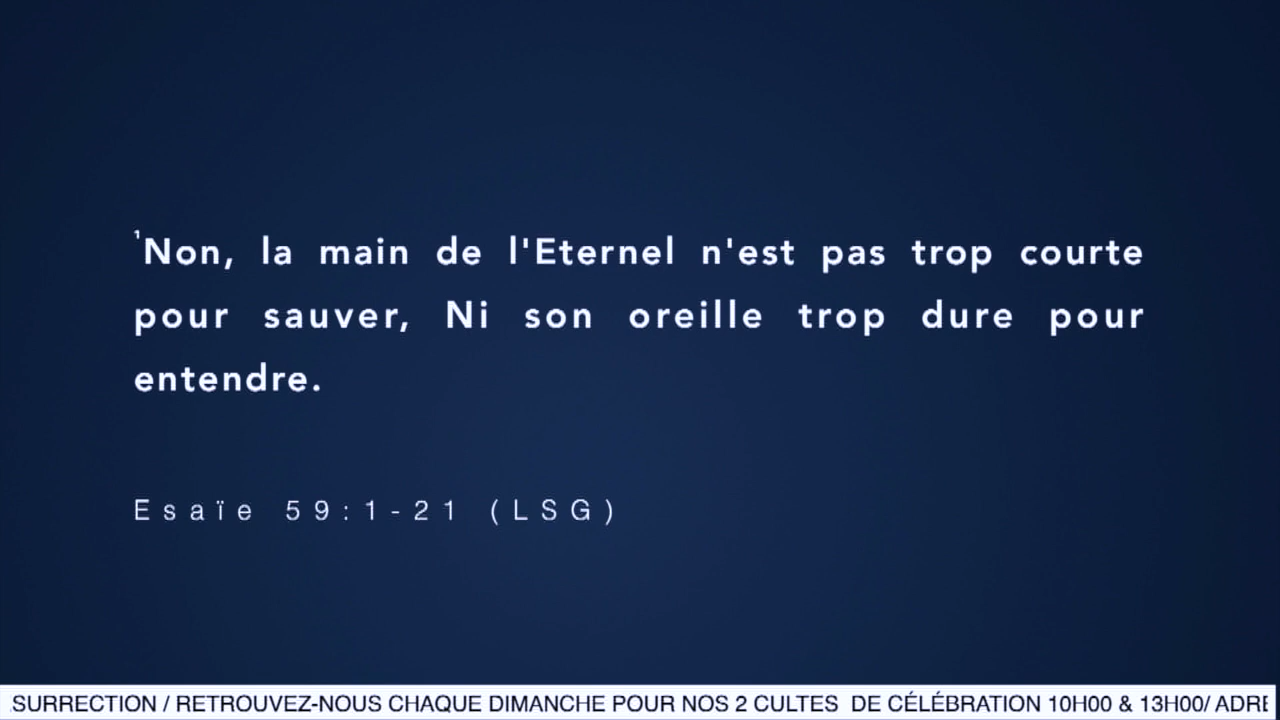 ¹Non, la main de l'Eternel n'est pas trop courte
pour sauver, Ni son oreille trop dure pour
entendre.
Esaïe 59:1-21 (LSG)
SURRECTION / RETROUVEZ-NOUS CHAQUE DIMANCHE POUR NOS 2 CULTES DE CÉLÉBRATION 10H00 & 13H00/